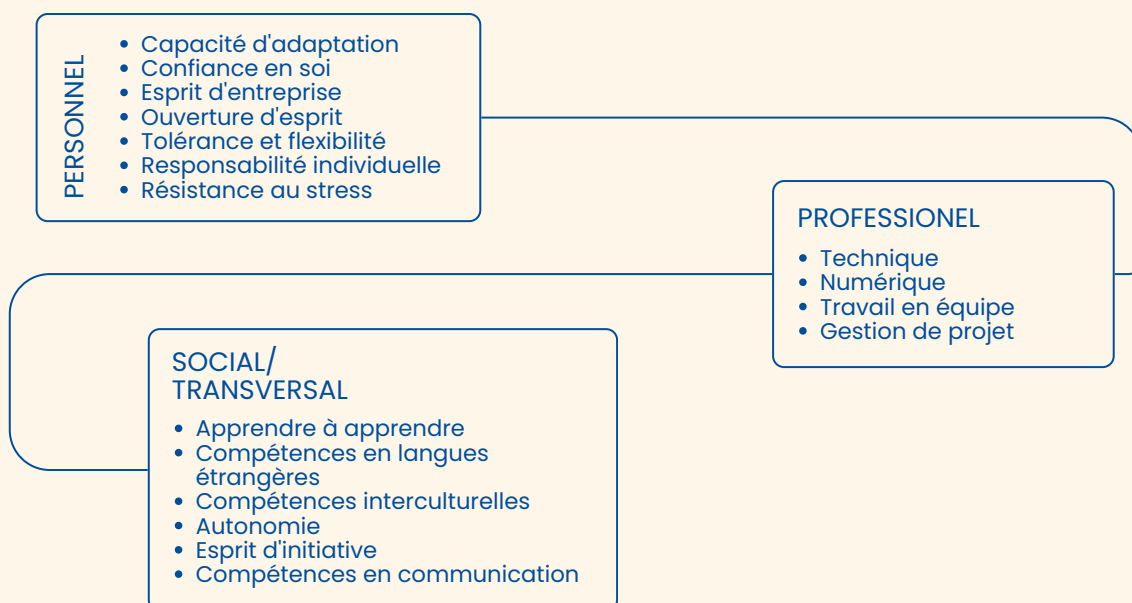 PERSONNEL
• Capacité d'adaptation
• Confiance en soi
• Esprit d'entreprise
• Ouverture d'esprit
• Tolérance et flexibilité
• Responsabilité individuelle
• Résistance au stress
PROFESSIONEL
• Technique
• Numérique
• Travail en équipe
• Gestion de projet
SOCIAL/
TRANSVERSAL
• Apprendre à apprendre
• Compétences en langues
étrangères
• Compétences interculturelles
• Autonomie
• Esprit d'initiative
• Compétences en communication